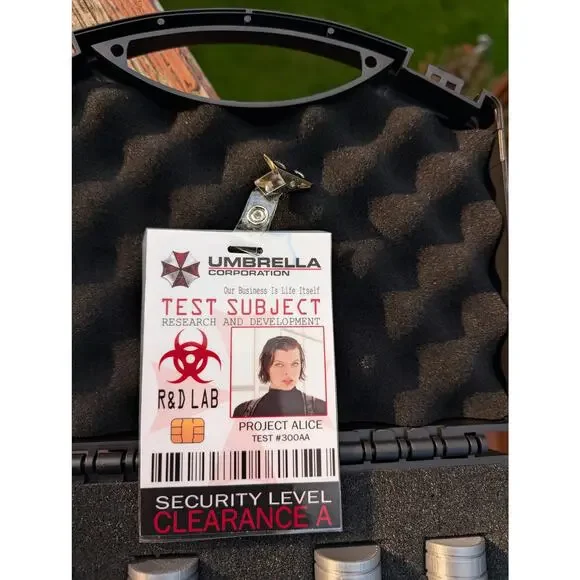 UMBRELLA
CORPORATION
Our Business Is Life Itself
TEST SUBJECT
RESEARCH AND DEVELOPMENT
R&D LAB
PROJECT ALICE
TEST #300AA
SECURITY LEVEL
CLEARANCE A